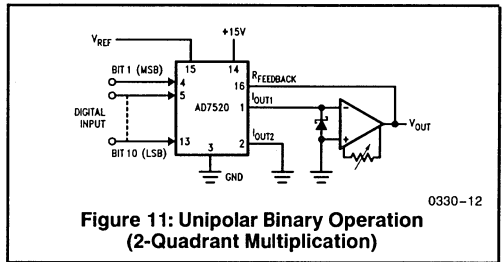 +15V
VREF
15
14
BIT 1 (MSB)
4
16
RFEEDBACK
5
IOUT1
1
DIGITAL
INPUT
AD7520
VOUT
IOUT2
BIT 10 (LSB)
13
2
3
GND
0330-12
Figure 11: Unipolar Binary Operation
(2-Quadrant Multiplication)